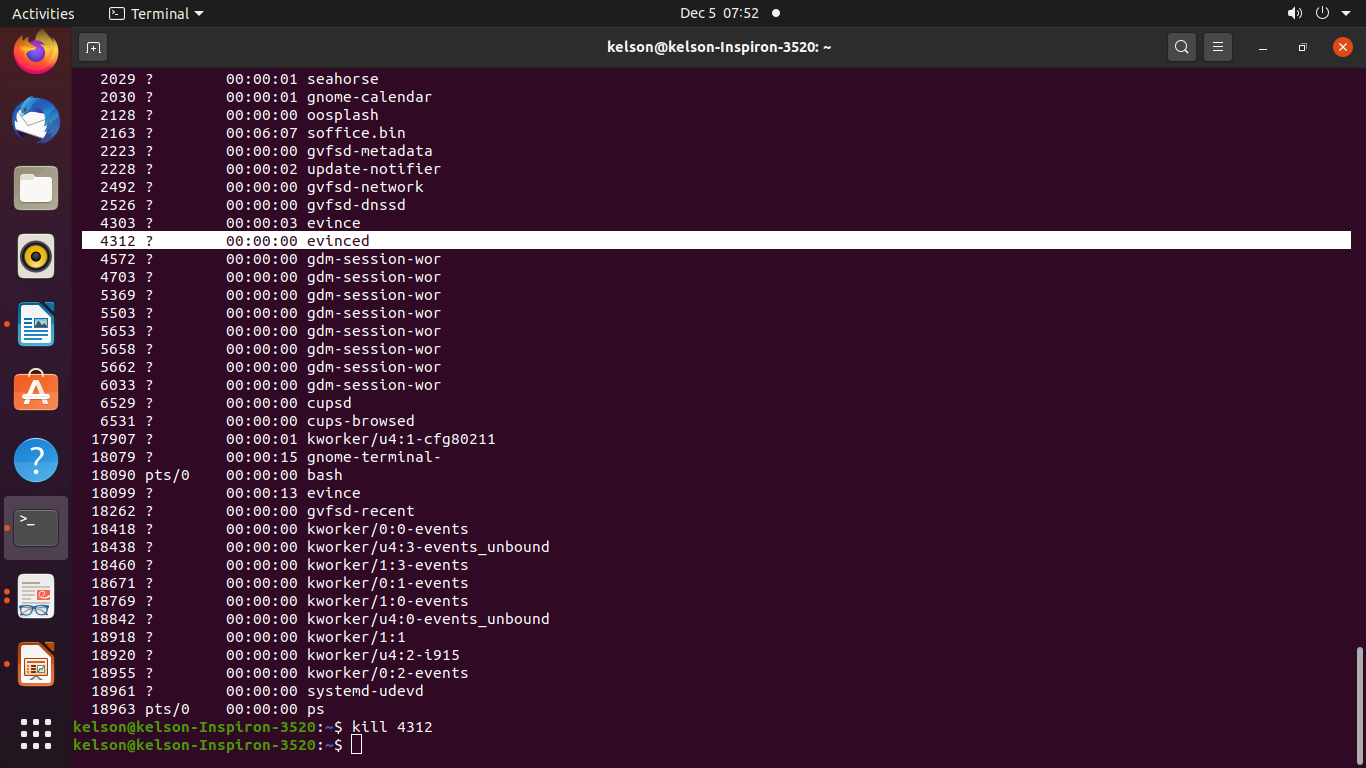 Activities Terminal Dec 5 07:52
kelson@kelson-Inspiron-3520: ~
2029 ? 00:00:01 seahorse
2030 ? 00:00:01 gnome-calendar
2128 ? 00:00:00 oosplash
2163 ? 00:06:07 soffice.bin
2223 ? 00:00:00 gvfsd-metadata
2228 ? 00:00:02 update-notifier
2492 ? 00:00:00 gvfsd-network
2526 ? 00:00:00 gvfsd-dnssd
4303 ? 00:00:03 evince
4312 ? 00:00:00 evinced
4572 ? 00:00:00 gdm-session-wor
4703 ? 00:00:00 gdm-session-wor
5369 ? 00:00:00 gdm-session-wor
5503 ? 00:00:00 gdm-session-wor
5653 ? 00:00:00 gdm-session-wor
5658 ? 00:00:00 gdm-session-wor
5662 ? 00:00:00 gdm-session-wor
6033 ? 00:00:00 gdm-session-wor
6529 ? 00:00:00 cupsd
6531 ? 00:00:00 cups-browsed
17907 ? 00:00:01 kworker/u4:1-cfg80211
18079 ? 00:00:15 gnome-terminal-
18090 pts/0 00:00:00 bash
18099 ? 00:00:13 evince
18262 ? 00:00:00 gvfsd-recent
18418 ? 00:00:00 kworker/0:0-events
18438 ? 00:00:00 kworker/u4:3-events_unbound
18460 ? 00:00:00 kworker/1:3-events
18671 ? 00:00:00 kworker/0:1-events
18769 ? 00:00:00 kworker/1:0-events
18842 ? 00:00:00 kworker/u4:0-events_unbound
18918 ? 00:00:00 kworker/1:1
18920 ? 00:00:00 kworker/u4:2-i915
18955 ? 00:00:00 kworker/0:2-events
18961 ? 00:00:00 systemd-udevd
18963 pts/0 00:00:00 ps
kelson@kelson-Inspiron-3520:~$ kill 4312
kelson@kelson-Inspiron-3520:~$